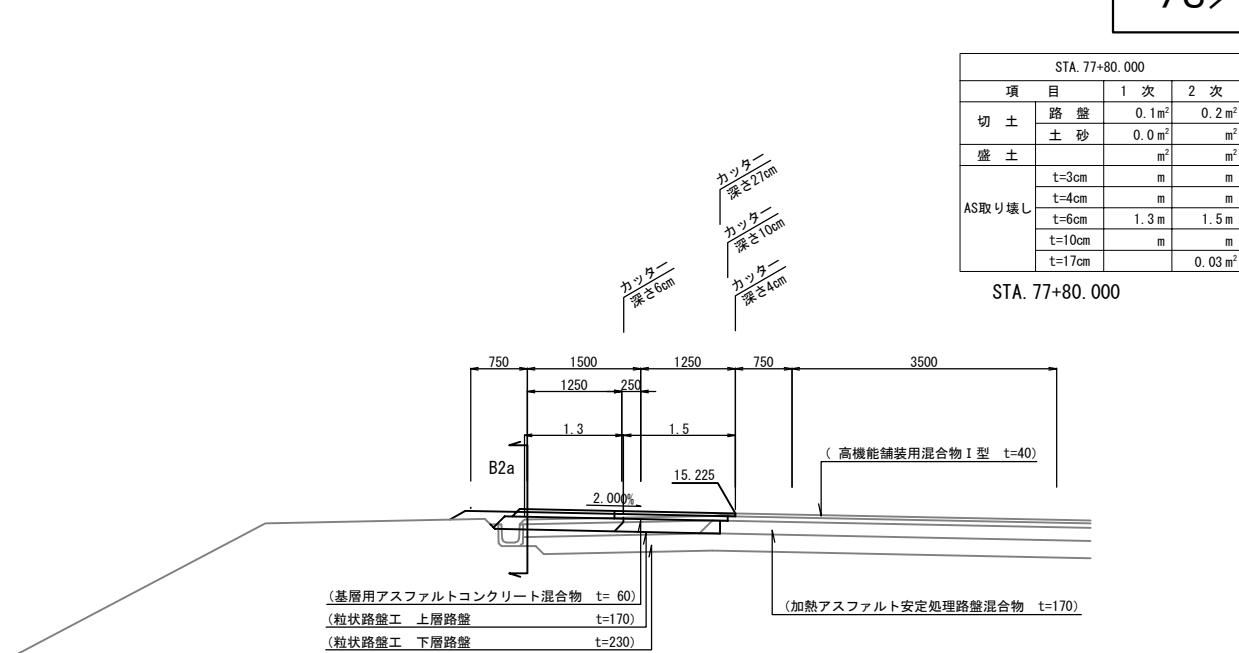 STA. 77+80.000
項 目 1 次 2 次
切 土 路 盤 0.1m² 0.2m²
土 砂 0.0m² m²
盛 土 m² m²
AS取り壊し t=3cm m m
t=4cm m m
t=6cm 1.3m 1.5m
t=10cm m m
t=17cm 0.03m²
STA. 77+80.000
カッター
深さ27cm
カッター
深さ10cm
カッター
深さ6cm
カッター
深さ4cm
750 1500 1250 750 3500
1250 250
1.3 1.5
B2a
15.225
2.000%
( 高機能舗装用混合物Ⅰ型 t=40)
(基層用アスファルトコンクリート混合物 t= 60)
(粒状路盤工 上層路盤 t=170)
(粒状路盤工 下層路盤 t=230)
(加熱アスファルト安定処理路盤混合物 t=170)